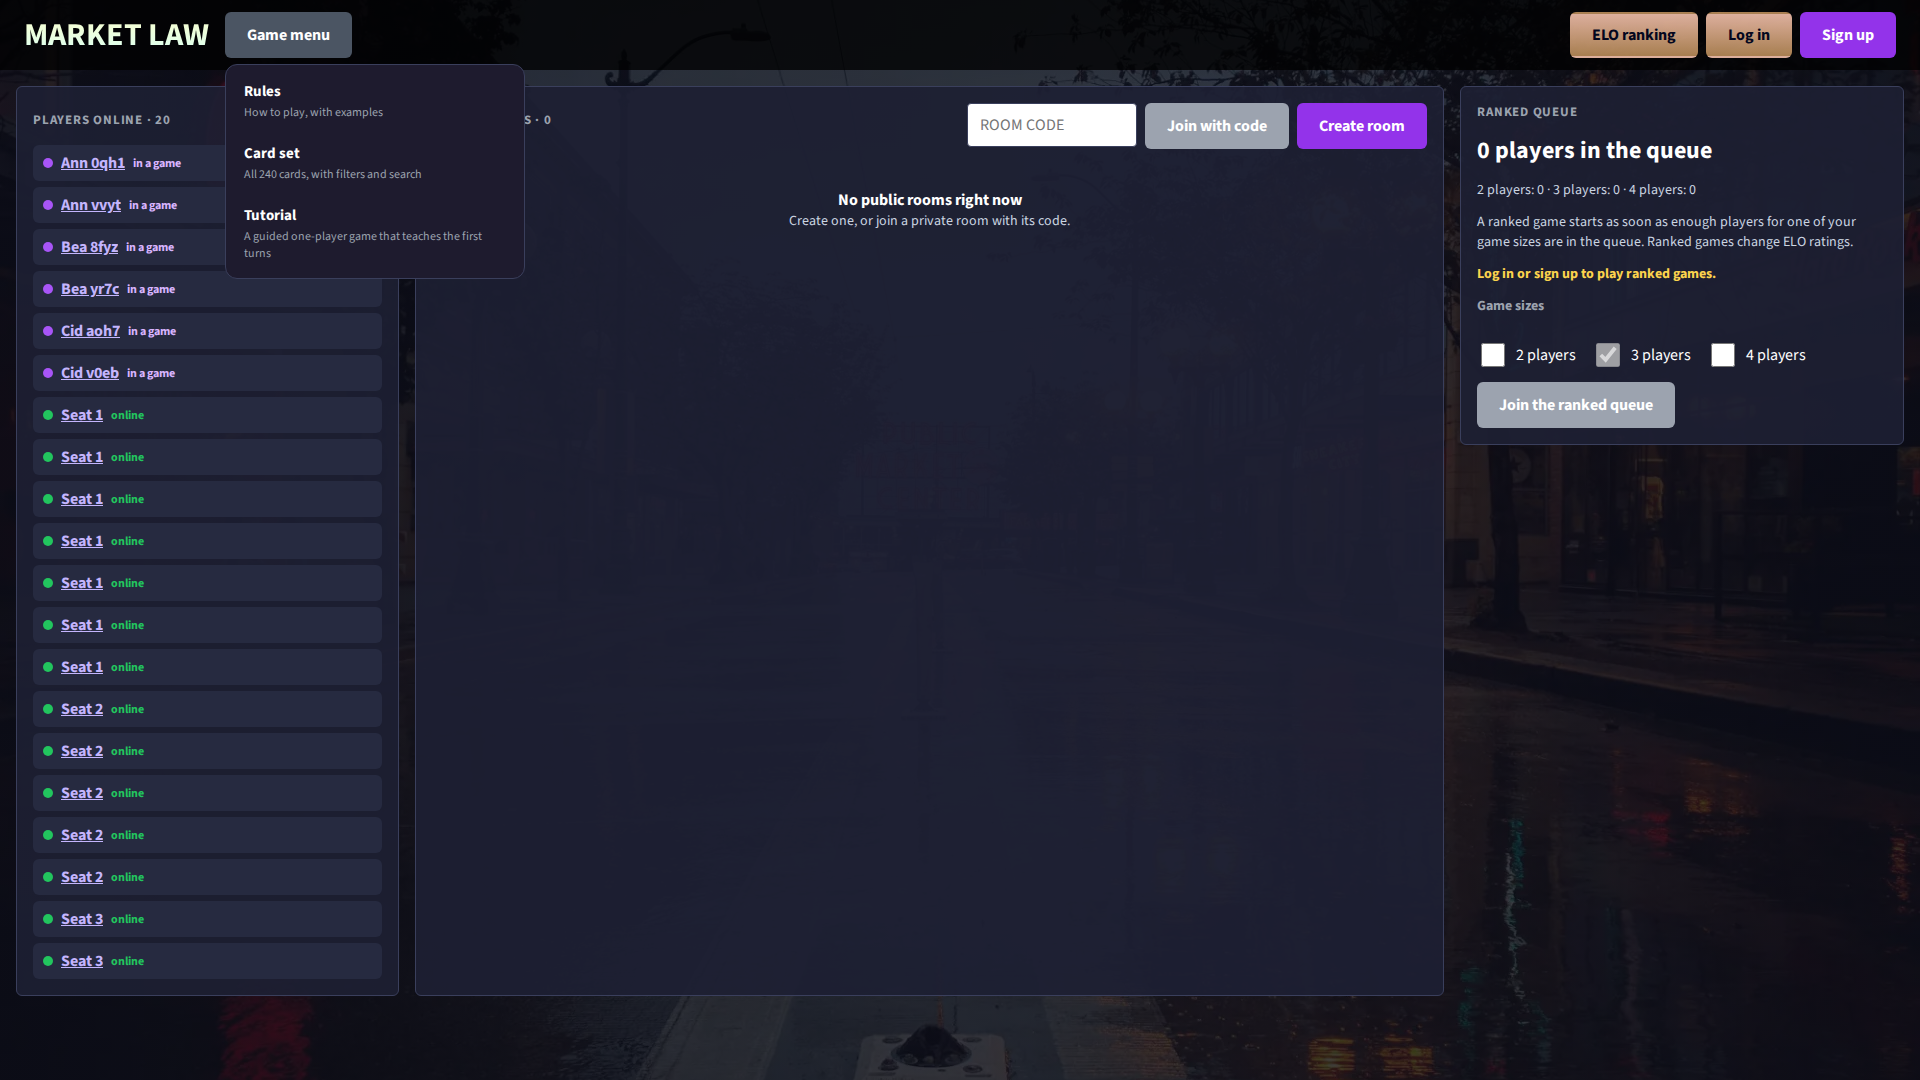 MARKET LAW
Game menu
ELO ranking
Log in
Sign up
Rules
How to play, with examples
Card set
All 240 cards, with filters and search
Tutorial
A guided one-player game that teaches the first
turns
PLAYERS ONLINE · 20
Ann 0qh1 in a game
Ann vvyt in a game
Bea 8fyz in a game
Bea yr7c in a game
Cid aoh7 in a game
Cid v0eb in a game
Seat 1 online
Seat 1 online
Seat 1 online
Seat 1 online
Seat 1 online
Seat 1 online
Seat 1 online
Seat 2 online
Seat 2 online
Seat 2 online
Seat 2 online
Seat 2 online
Seat 3 online
Seat 3 online
S · 0
ROOM CODE
Join with code
Create room
No public rooms right now
Create one, or join a private room with its code.
RANKED QUEUE
0 players in the queue
2 players: 0 · 3 players: 0 · 4 players: 0
A ranked game starts as soon as enough players for one of your
game sizes are in the queue. Ranked games change ELO ratings.
Log in or sign up to play ranked games.
Game sizes
2 players
3 players
4 players
Join the ranked queue